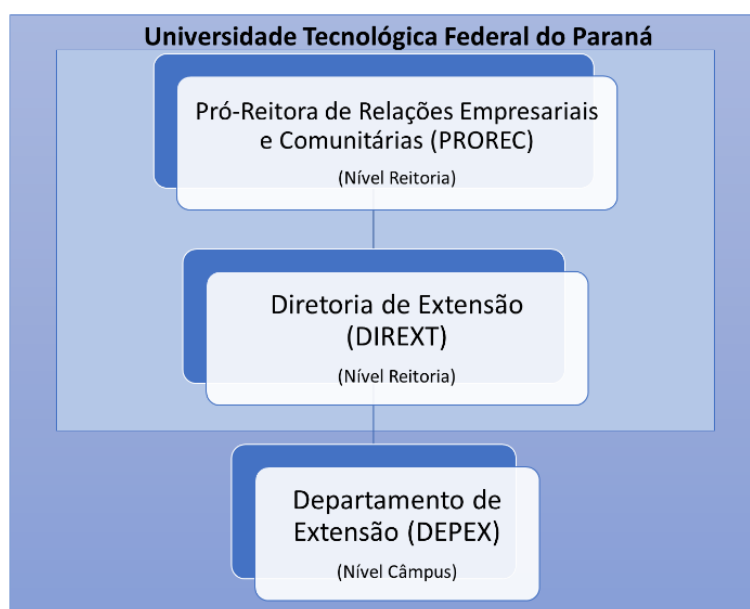 Universidade Tecnológica Federal do Paraná
Pró-Reitora de Relações Empresariais
e Comunitárias (PROREC)
(Nível Reitoria)
Diretoria de Extensão
(DIREXT)
(Nível Reitoria)
Departamento de
Extensão (DEPEX)
(Nível Câmpus)